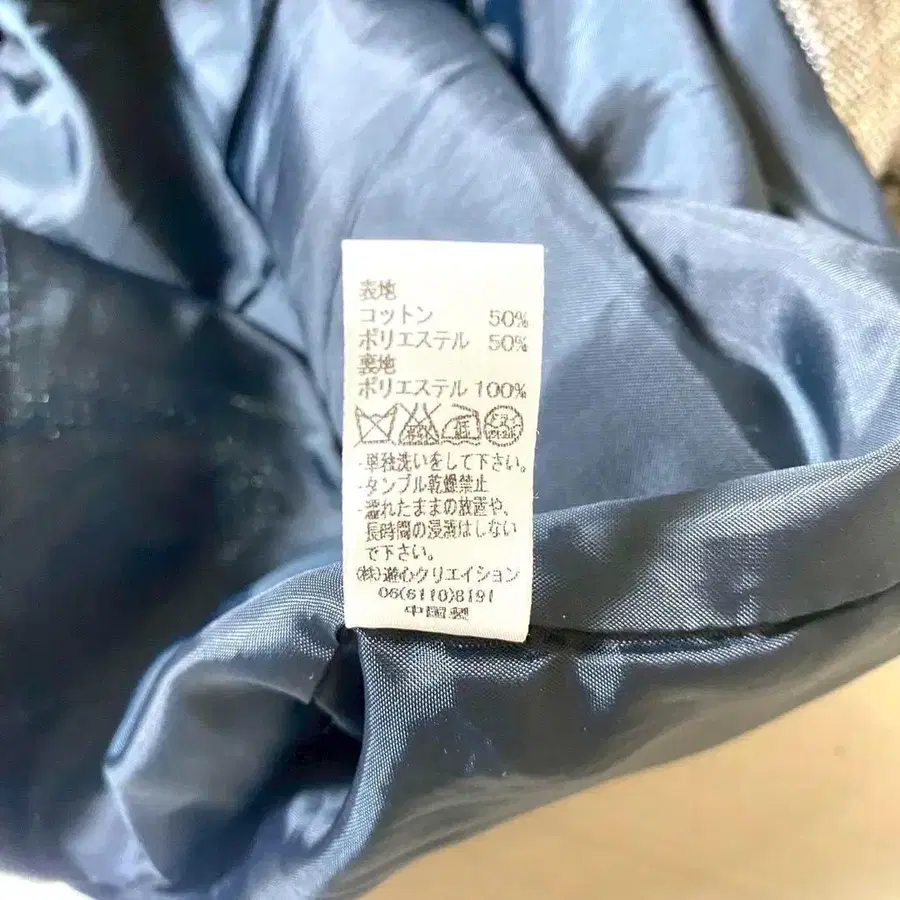 表地
コットン 50%
ポリエステル 50%
裏地
ポリエステル 100%
低
・単独洗いをして下さい。
・タンブル乾燥禁止
・濡れたままの放置や、
長時間の浸漬はしない
で下さい。
(株)遊心クリエイション
06(6110)8191
中国製